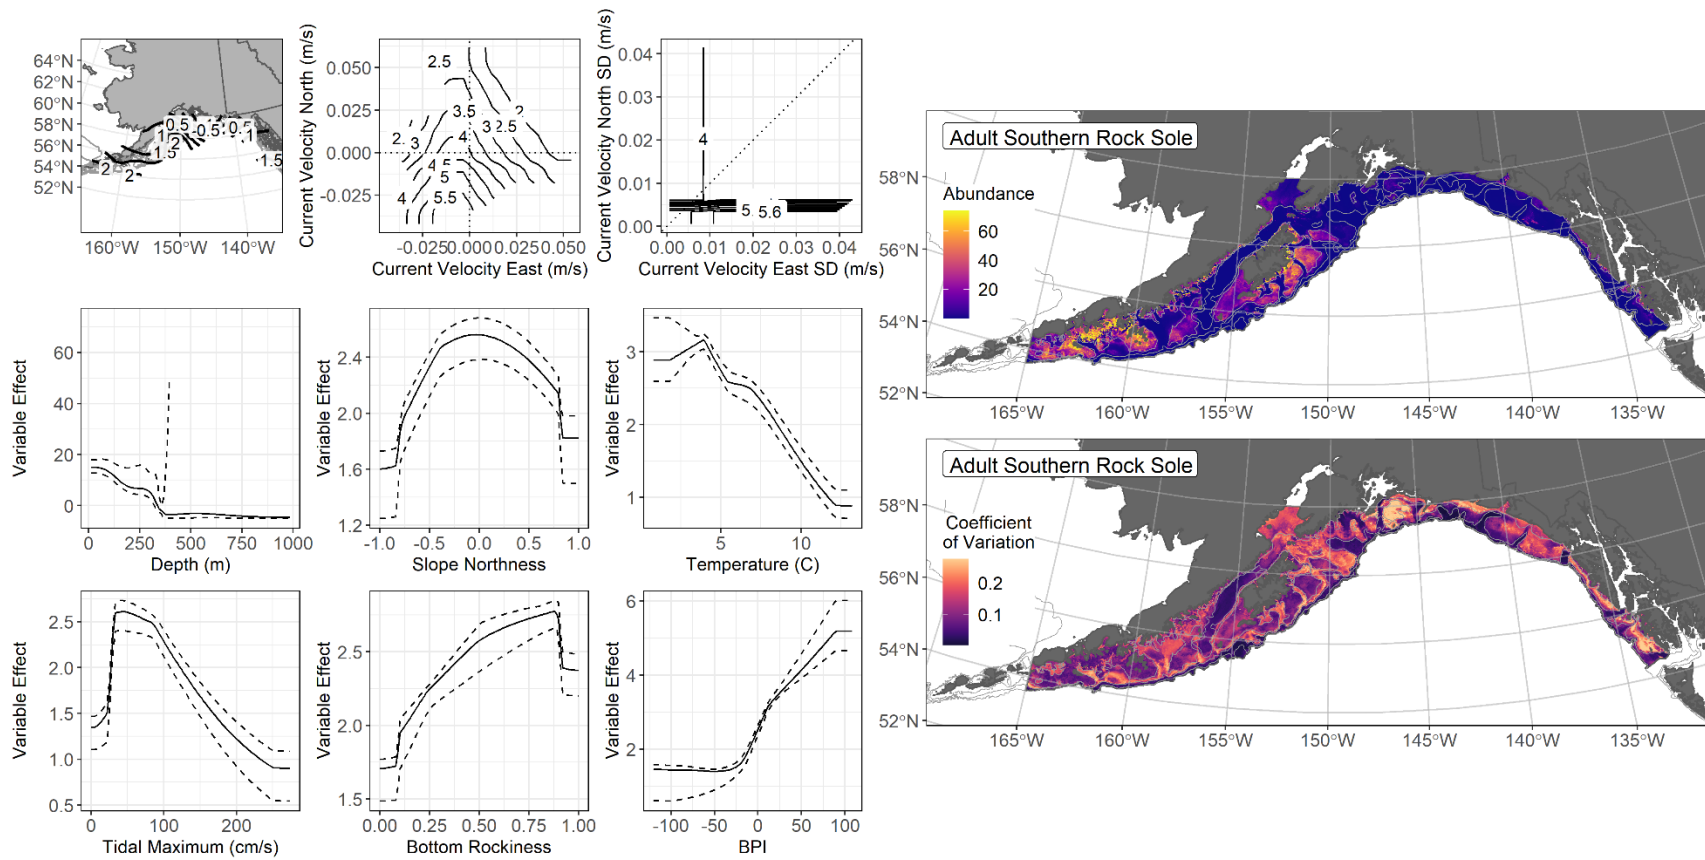 64°N
62°N
60°N
58°N
56°N
54°N
52°N
0.5
-0.5
0.5
1
1
2
1.5
2
2
1.5
160°W
150°W
140°W
Current Velocity North (m/s)
0.050
0.025
0.000
-0.025
2.5
3.5
2
2
3
4
3
2.5
4
5
5
4
5.5
-0.025
0.000
0.025
0.050
Current Velocity East (m/s)
Current Velocity North SD (m/s)
0.04
0.03
0.02
0.01
0.00
4
5.
5.6
0.00
0.01
0.02
0.03
0.04
Current Velocity East SD (m/s)
Variable Effect
60
40
20
0
0
250
500
750
1000
Depth (m)
Variable Effect
2.4
2.0
1.6
1.2
-1.0
-0.5
0.0
0.5
1.0
Slope Northness
Variable Effect
3
2
1
5
10
Temperature (C)
Variable Effect
2.5
2.0
1.5
1.0
0.5
0
100
200
Tidal Maximum (cm/s)
Variable Effect
2.5
2.0
1.5
0.00
0.25
0.50
0.75
1.00
Bottom Rockiness
Variable Effect
6
4
2
-100
-50
0
50
100
BPI
Adult Southern Rock Sole
Abundance
60
40
20
58°N
56°N
54°N
52°N
58°N
56°N
54°N
52°N
165°W
160°W
155°W
150°W
145°W
140°W
135°W
Adult Southern Rock Sole
Coefficient
of Variation
0.2
0.1
58°N
56°N
54°N
52°N
58°N
56°N
54°N
52°N
165°W
160°W
155°W
150°W
145°W
140°W
135°W